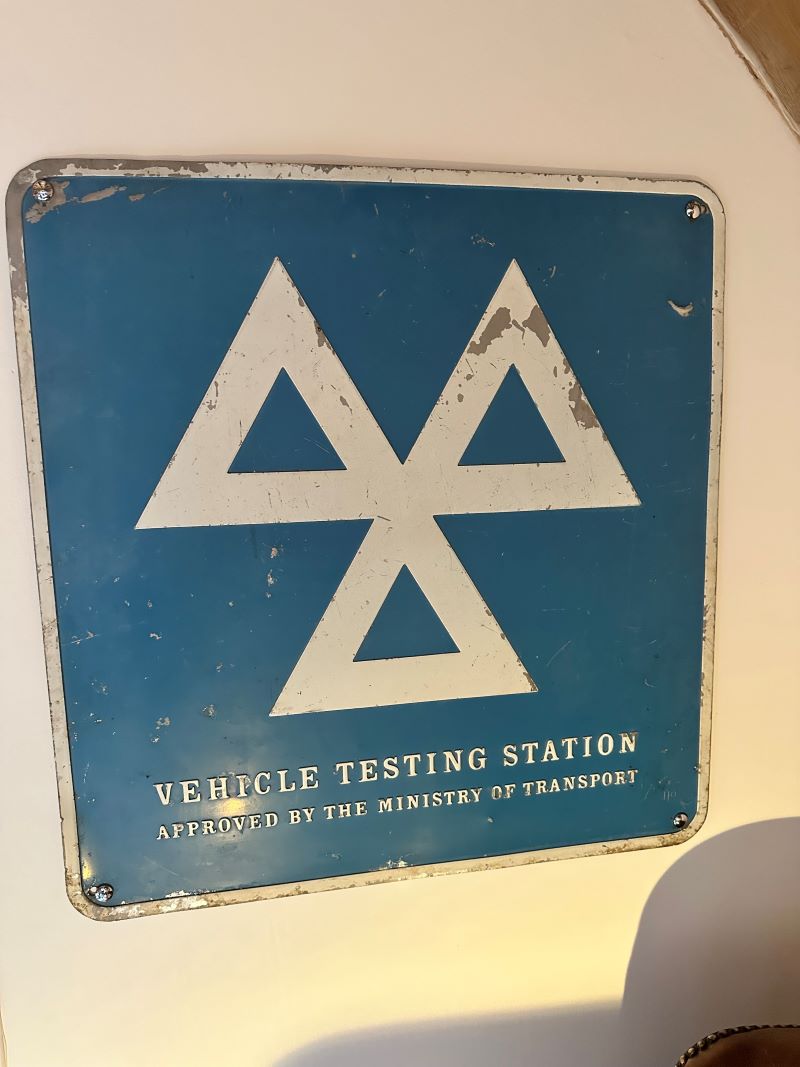 VEHICLE TESTING STATION
APPROVED BY THE MINISTRY OF TRANSPORT